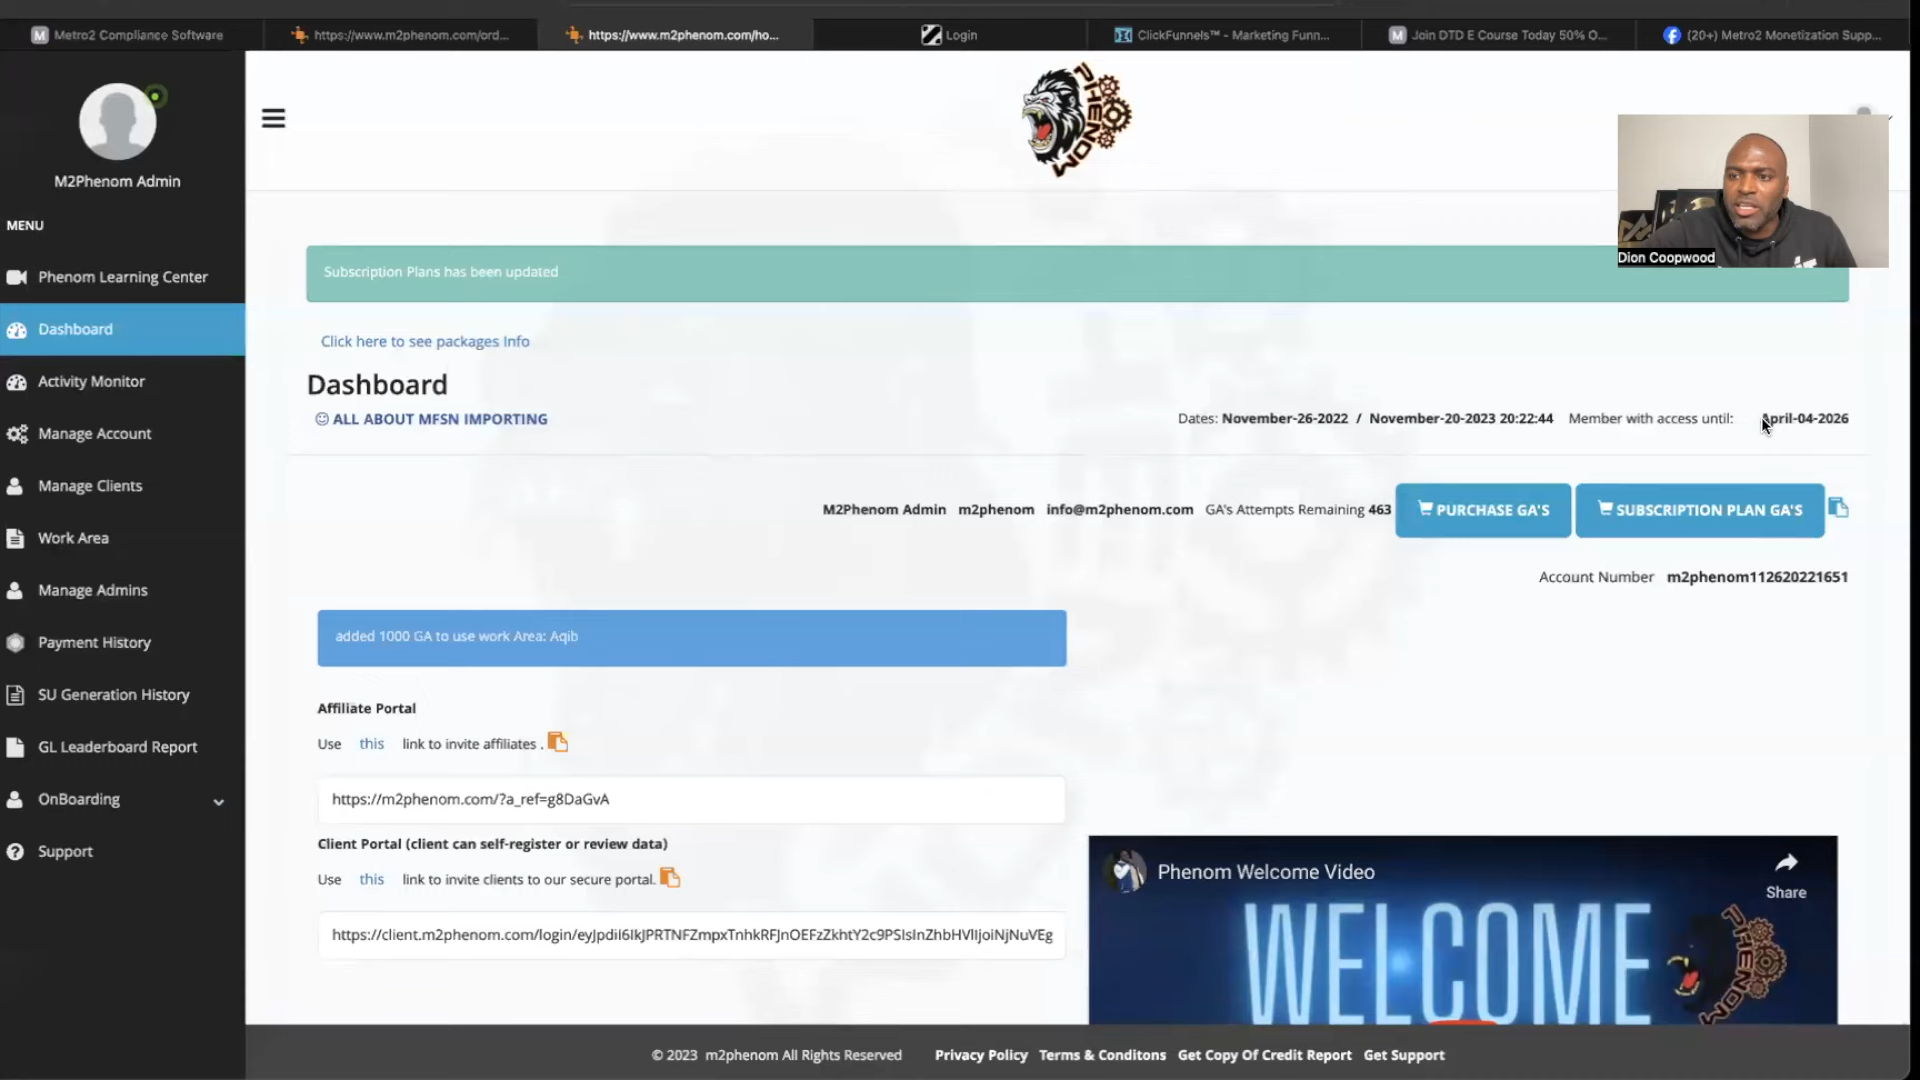 Metro2 Compliance Software
https://www.m2phenom.com/ord...
https://www.m2phenom.com/ho...
Login
ClickFunnels™ - Marketing Funn...
Join DTD E Course Today 50% O...
(20+) Metro2 Monetization Supp...
PHENOM
M2Phenom Admin
MENU
Phenom Learning Center
Dashboard
Activity Monitor
Manage Account
Manage Clients
Work Area
Manage Admins
Payment History
SU Generation History
GL Leaderboard Report
OnBoarding
Support
Dion Coopwood
Subscription Plans has been updated
Click here to see packages Info
Dashboard
ALL ABOUT MFSN IMPORTING
Dates: November-26-2022 / November-20-2023 20:22:44 Member with access until: April-04-2026
M2Phenom Admin m2phenom info@m2phenom.com GA's Attempts Remaining 463 PURCHASE GA'S SUBSCRIPTION PLAN GA'S
Account Number m2phenom112620221651
added 1000 GA to use work Area: Aqib
Affiliate Portal
Use this link to invite affiliates .
https://m2phenom.com/?a_ref=g8DaGvA
Client Portal (client can self-register or review data)
Use this link to invite clients to our secure portal.
Phenom Welcome Video
Share
WELCOME
PHENOM
© 2023 m2phenom All Rights Reserved Privacy Policy Terms & Conditons Get Copy Of Credit Report Get Support